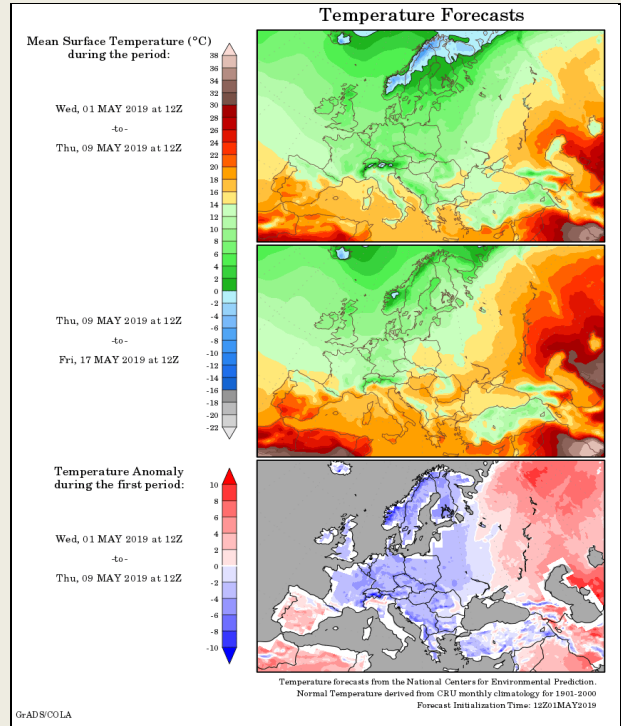 Temperature Forecasts
Mean Surface Temperature (°C)
during the period:
Wed, 01 MAY 2019 at 12Z
-to-
Thu, 09 MAY 2019 at 12Z
Thu, 09 MAY 2019 at 12Z
-to-
Fri, 17 MAY 2019 at 12Z
38
36
34
32
30
28
26
24
22
20
18
16
14
12
10
8
6
4
2
0
-2
-4
-6
-8
-10
-12
-14
-16
-18
-20
-22
Temperature Anomaly
during the first period:
Wed, 01 MAY 2019 at 12Z
-to-
Thu, 09 MAY 2019 at 12Z
10
8
6
4
2
0
-2
-4
-6
-8
-10
Temperature forecasts from the National Centers for Environmental Prediction.
Normal Temperature derived from CRU monthly climatology for 1901-2000
Forecast Initialization Time: 12Z01MAY2019
GrADS/COLA